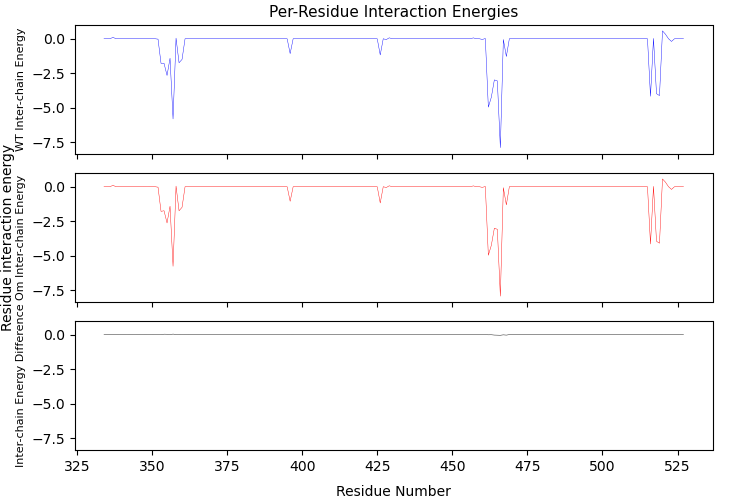 Per-Residue Interaction Energies
WT Inter-chain Energy
0.0
−2.5
−5.0
−7.5
Residue interaction energy
Om Inter-chain Energy
0.0
−2.5
−5.0
−7.5
Inter-chain Energy Difference
0.0
−2.5
−5.0
−7.5
325 350 375 400 425 450 475 500 525
Residue Number